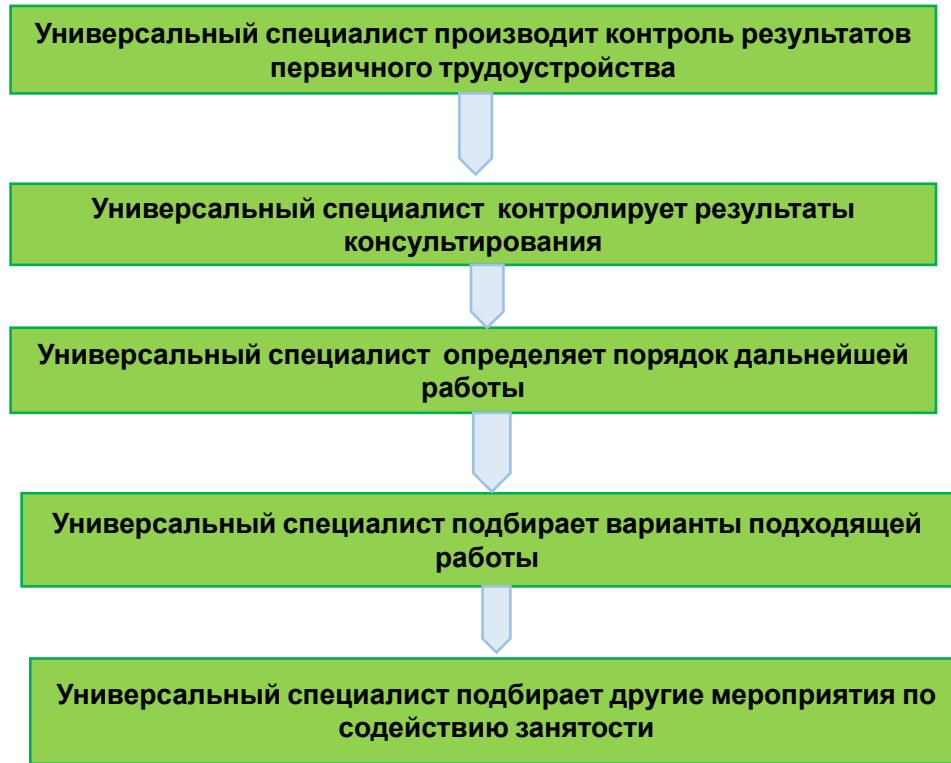 Универсальный специалист производит контроль результатов
первичного трудоустройства
Универсальный специалист контролирует результаты
консультирования
Универсальный специалист определяет порядок дальнейшей
работы
Универсальный специалист подбирает варианты подходящей
работы
Универсальный специалист подбирает другие мероприятия по
содействию занятости